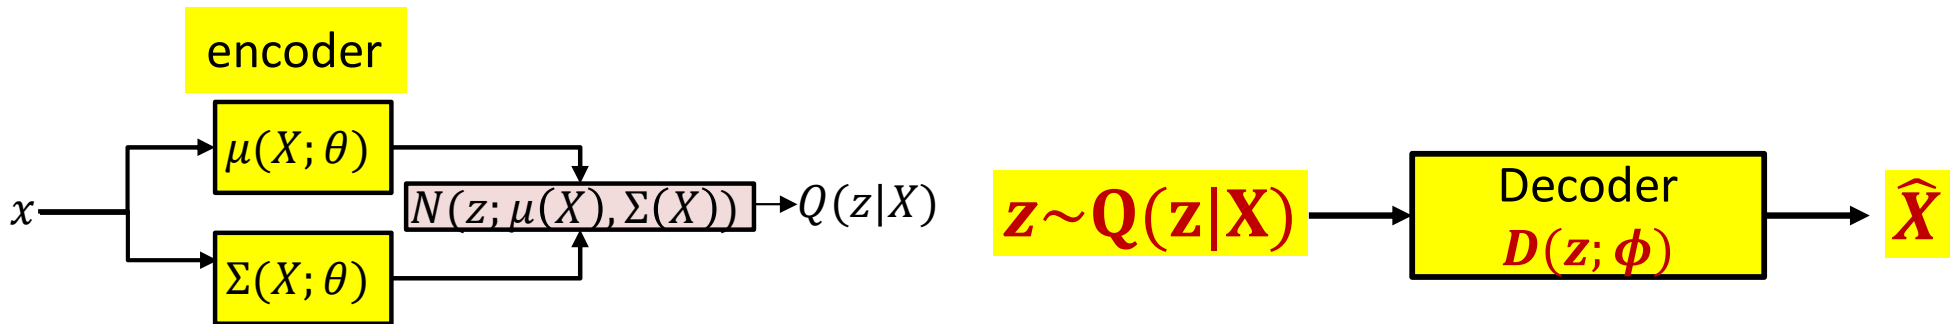 encoder
μ(X; θ)
x
N(z; μ(X), Σ(X))
Q(z|X)
Σ(X; θ)
z~Q(z|X)
Decoder
D(z; ϕ)
X̂